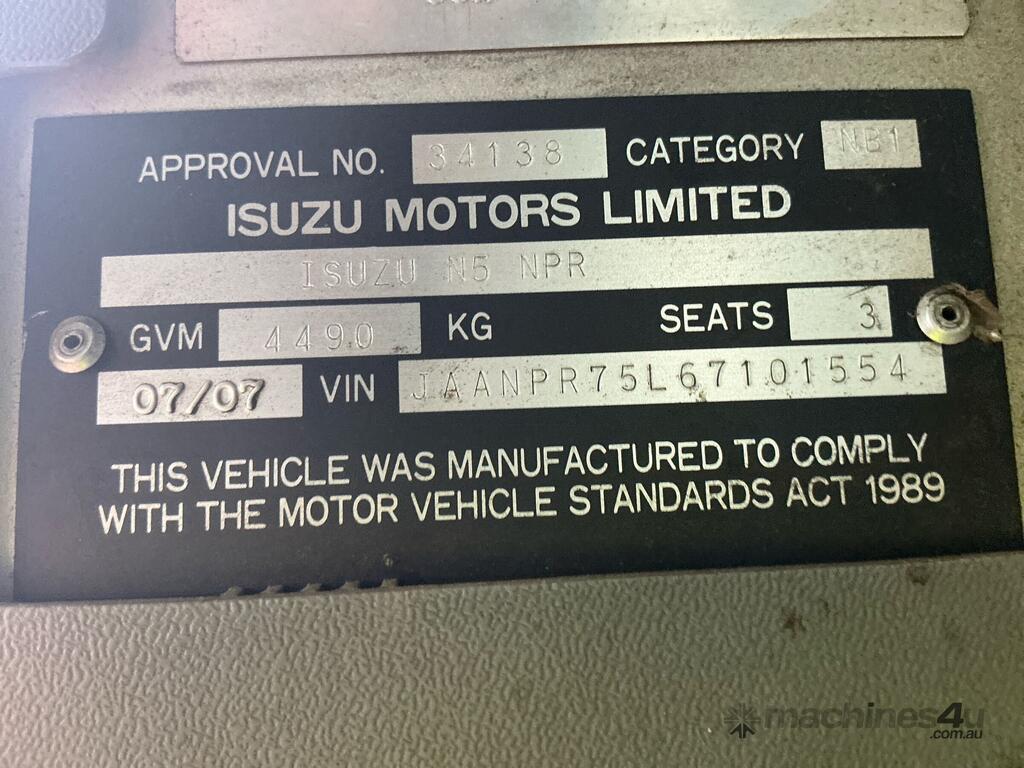 APPROVAL NO. 34138 CATEGORY NB1
ISUZU MOTORS LIMITED
ISUZU N5 NPR
GVM 4490 KG SEATS 3
07/07 VIN JAANPR75L67101554
THIS VEHICLE WAS MANUFACTURED TO COMPLY
WITH THE MOTOR VEHICLE STANDARDS ACT 1989
machines4u
.com.au